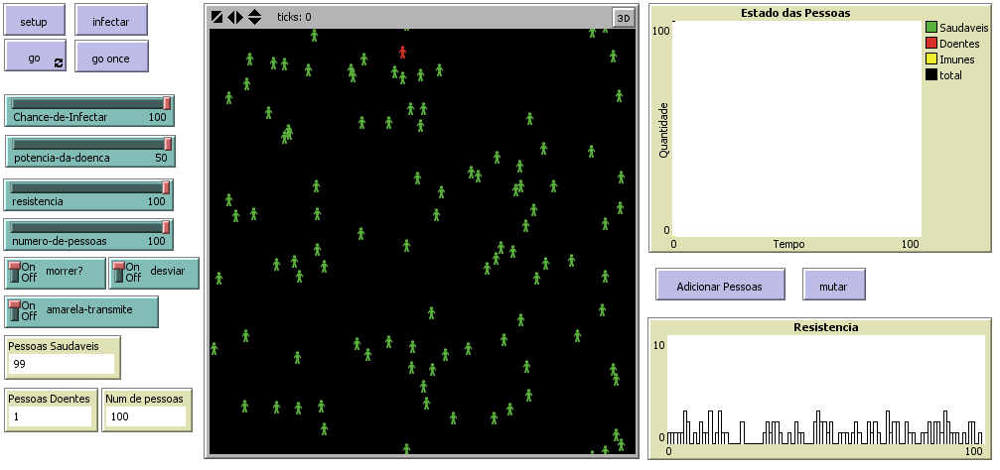 setup
infectar
go
go once
Chance-de-Infectar 100
potencia-da-doenca 50
resistencia 100
numero-de-pessoas 100
On
Off
morrer?
On
Off
desviar
On
Off
amarela-transmite
Pessoas Saudaveis
99
Pessoas Doentes
1
Num de pessoas
100
ticks: 0
3D
Estado das Pessoas
100
Quantidade
0
0
Tempo
100
Saudaveis
Doentes
Imunes
total
Adicionar Pessoas
mutar
Resistencia
10
0
0
100